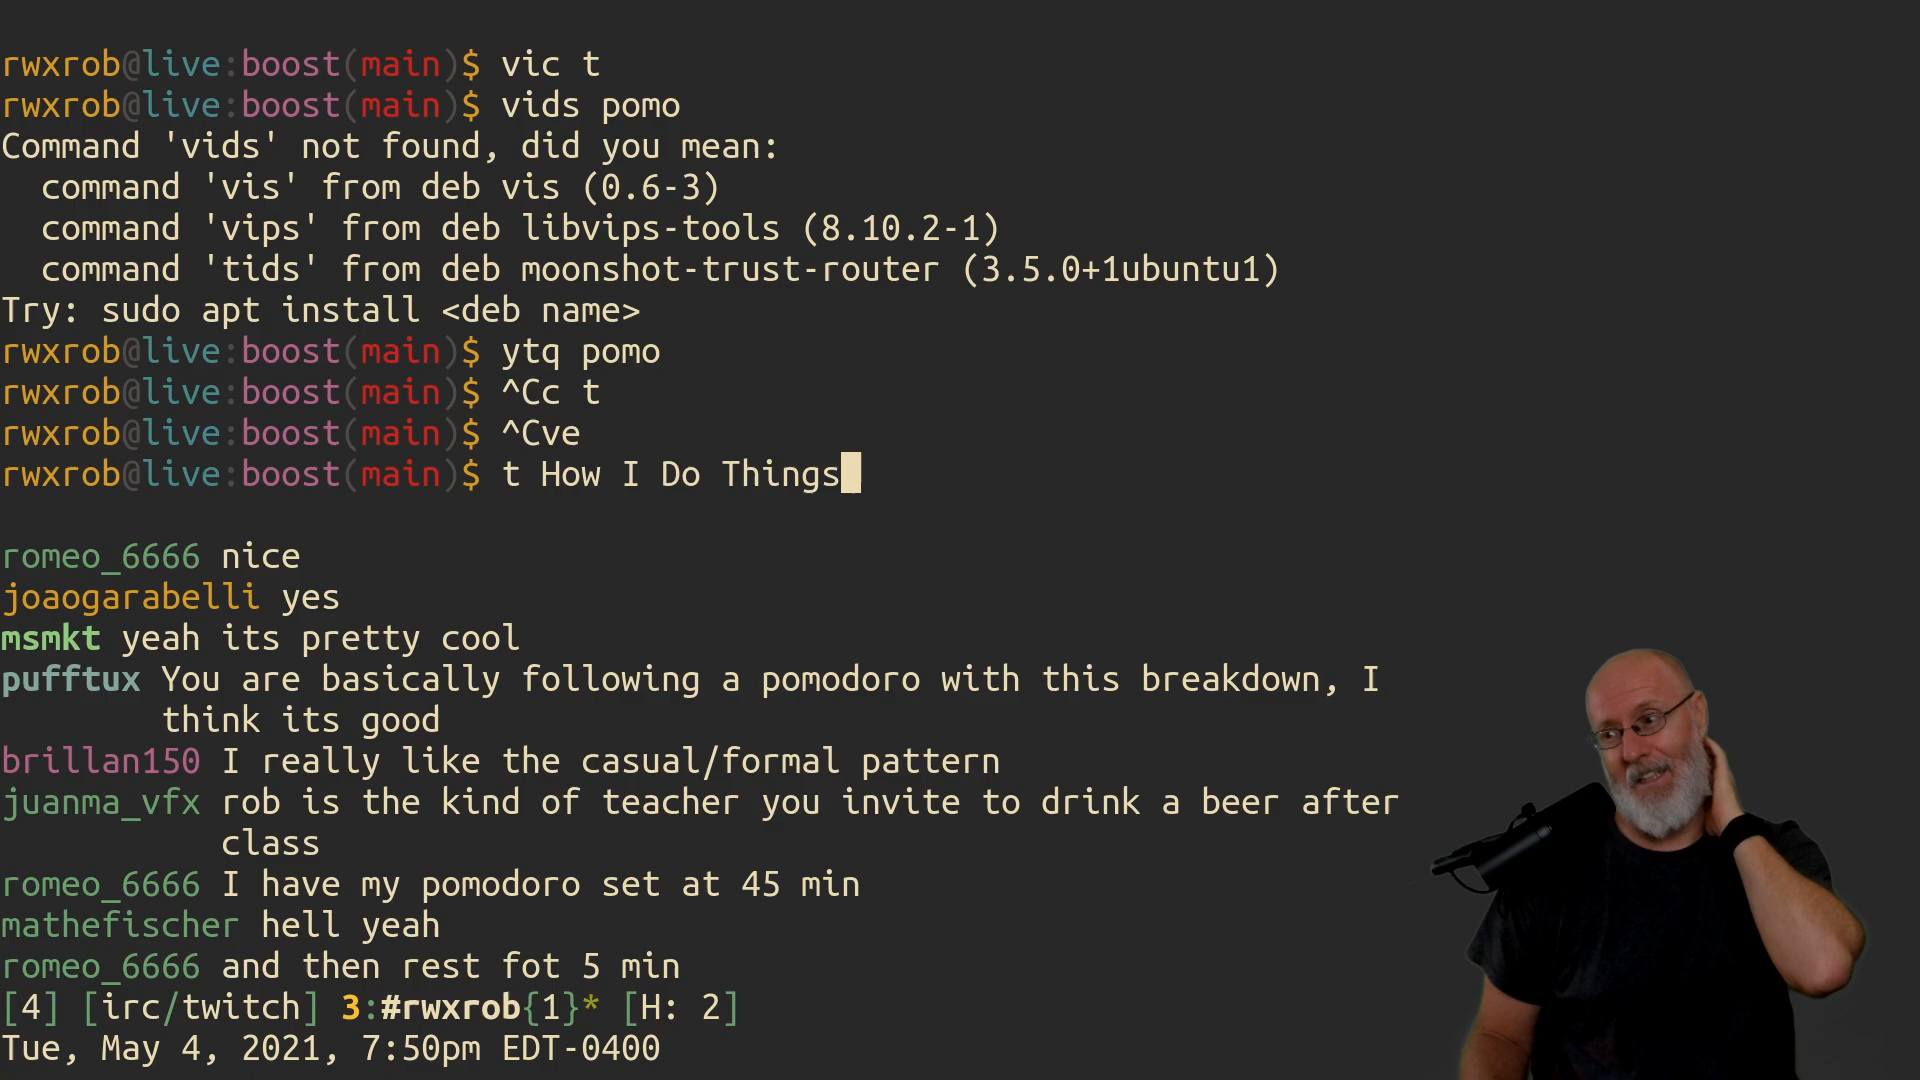 rwxrob@live:boost(main)$ vic t
rwxrob@live:boost(main)$ vids pomo
Command 'vids' not found, did you mean:
  command 'vis' from deb vis (0.6-3)
  command 'vips' from deb libvips-tools (8.10.2-1)
  command 'tids' from deb moonshot-trust-router (3.5.0+1ubuntu1)
Try: sudo apt install <deb name>
rwxrob@live:boost(main)$ ytq pomo
rwxrob@live:boost(main)$ ^Cc t
rwxrob@live:boost(main)$ ^Cve
rwxrob@live:boost(main)$ t How I Do Things
romeo_6666 nice
joaogarabelli yes
msmkt yeah its pretty cool
pufftux You are basically following a pomodoro with this breakdown, I
think its good
brillan150 I really like the casual/formal pattern
juanma_vfx rob is the kind of teacher you invite to drink a beer after
class
romeo_6666 I have my pomodoro set at 45 min
mathefischer hell yeah
romeo_6666 and then rest fot 5 min
[4] [irc/twitch] 3:#rwxrob{1}* [H: 2]
Tue, May 4, 2021, 7:50pm EDT-0400